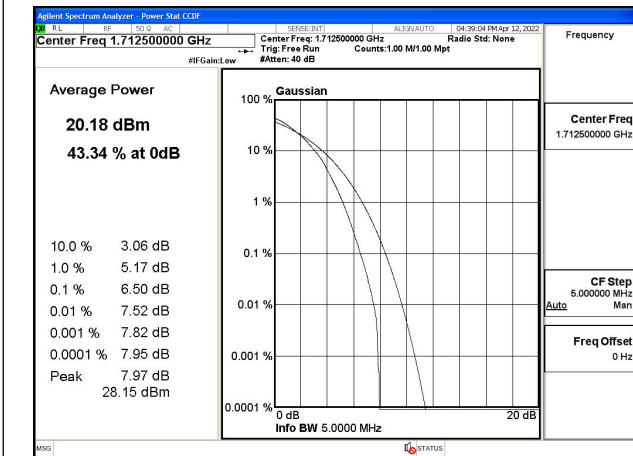 Agilent Spectrum Analyzer - Power Stat CCDF
RL RF 50 Ω AC SENSE:INT ALIGNAUTO 04:39:04 PM Apr 12, 2022
Center Freq 1.712500000 GHz
Center Freq: 1.712500000 GHz Radio Std: None
Trig: Free Run Counts:1.00 M/1.00 Mpt
#IFGain:Low #Atten: 40 dB
Frequency
Average Power
20.18 dBm
43.34 % at 0dB
10.0 % 3.06 dB
1.0 % 5.17 dB
0.1 % 6.50 dB
0.01 % 7.52 dB
0.001 % 7.82 dB
0.0001 % 7.95 dB
Peak 7.97 dB
28.15 dBm
Gaussian
100 %
10 %
1 %
0.1 %
0.01 %
0.001 %
0.0001 %
0 dB 20 dB
Info BW 5.0000 MHz
Center Freq
1.712500000 GHz
CF Step
5.000000 MHz
Auto Man
Freq Offset
0 Hz
MSG STATUS